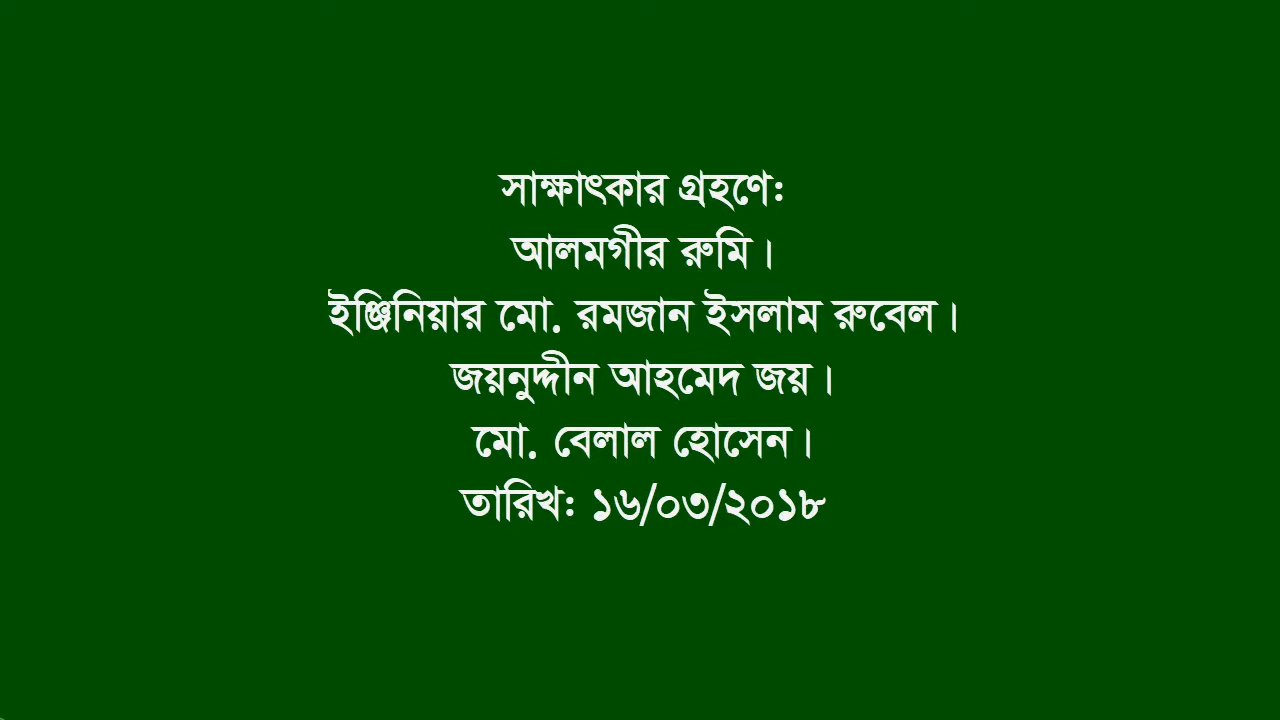 সাক্ষাৎকার গ্রহণে:
আলমগীর রুমি।
ইঞ্জিনিয়ার মো. রমজান ইসলাম রুবেল।
জয়নুদ্দীন আহমেদ জয়।
মো. বেলাল হোসেন।
তারিখ: ১৬/০৩/২০১৮